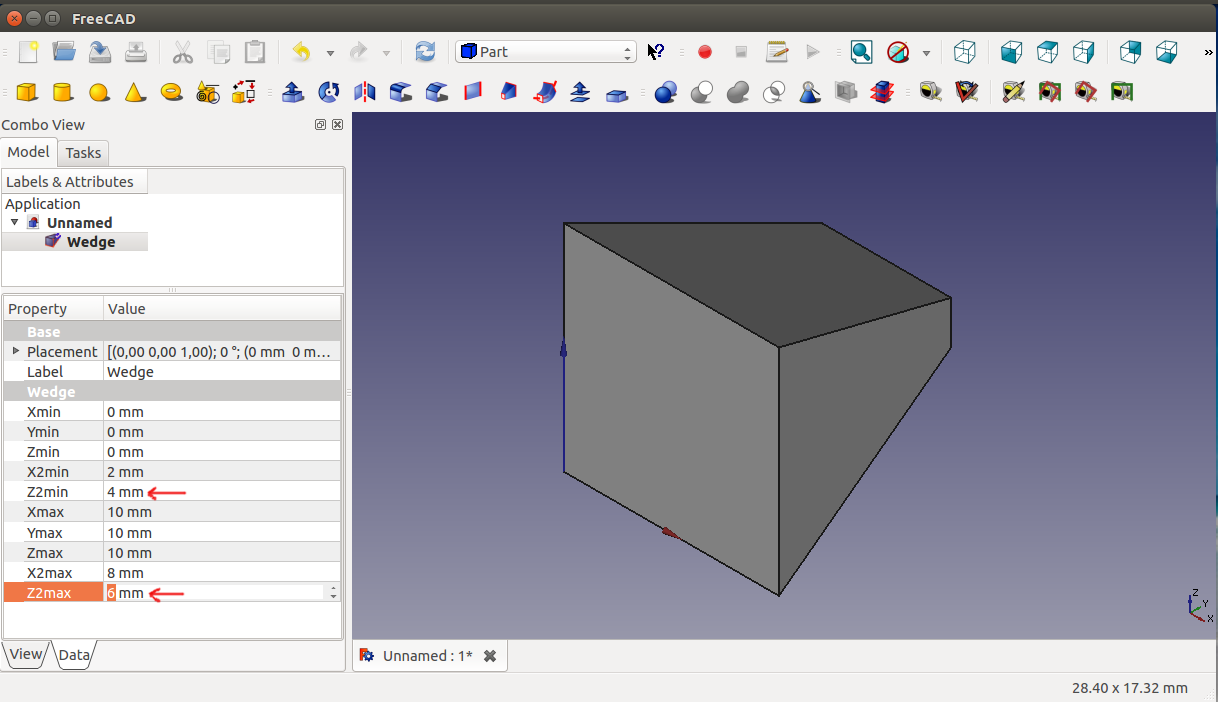 FreeCAD
Part
»
Combo View
Model Tasks
Labels & Attributes
Application
Unnamed
Wedge
Property Value
Base
Placement [(0,00 0,00 1,00); 0 °; (0 mm 0 m...
Label Wedge
Wedge
Xmin 0 mm
Ymin 0 mm
Zmin 0 mm
X2min 2 mm
Z2min 4 mm
Xmax 10 mm
Ymax 10 mm
Zmax 10 mm
X2max 8 mm
Z2max 6 mm
Z
Y
X
View Data
Unnamed : 1*
28.40 x 17.32 mm